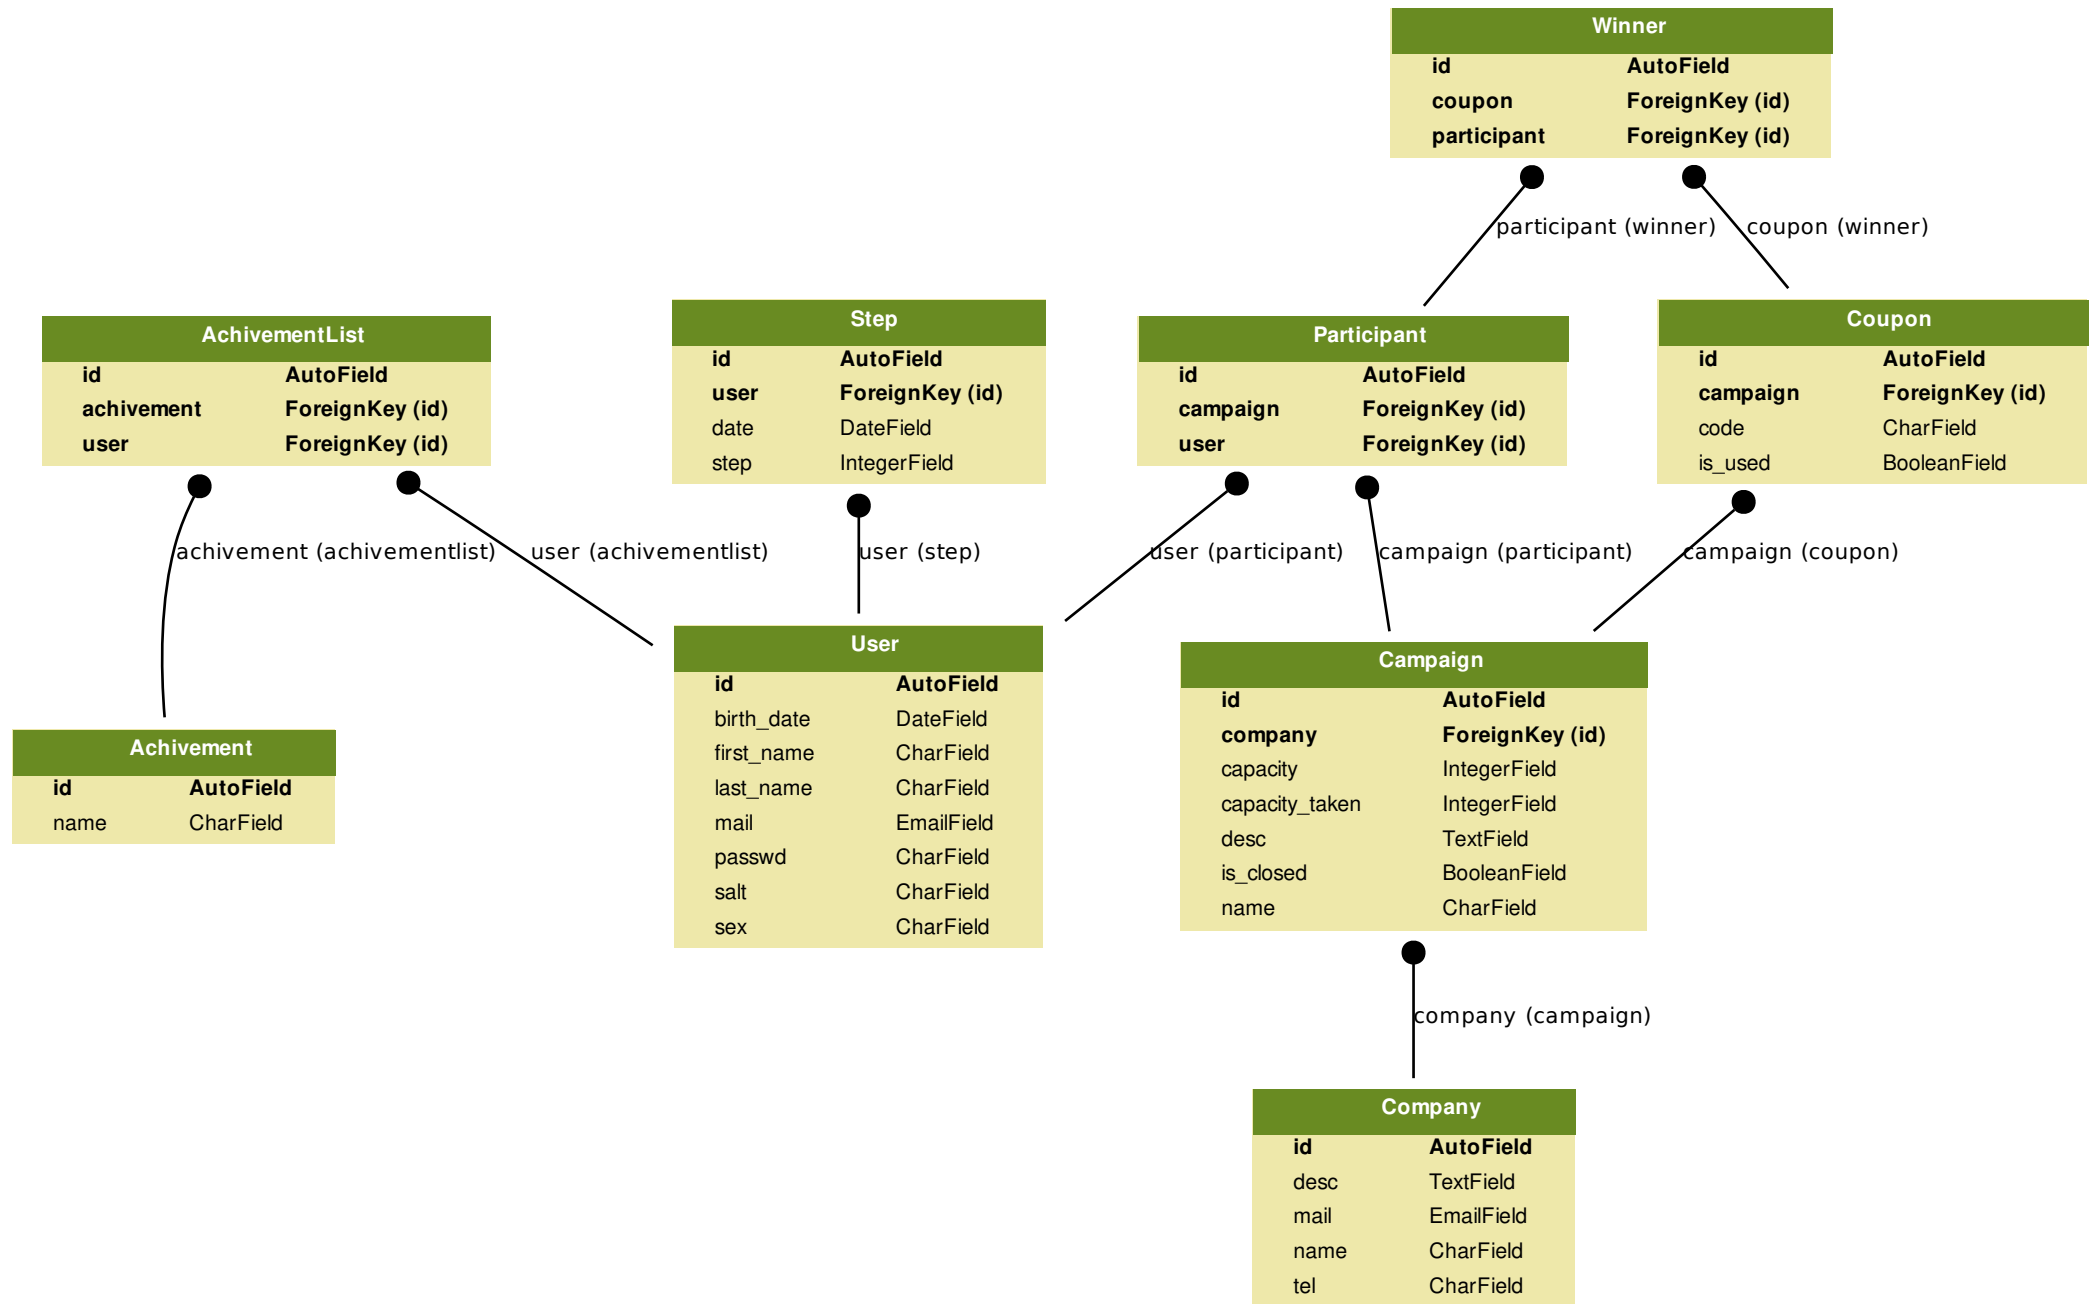 Winner
id AutoField
coupon ForeignKey (id)
participant ForeignKey (id)
participant (winner)
coupon (winner)
AchivementList
id AutoField
achivement ForeignKey (id)
user ForeignKey (id)
Step
id AutoField
user ForeignKey (id)
date DateField
step IntegerField
Participant
id AutoField
campaign ForeignKey (id)
user ForeignKey (id)
Coupon
id AutoField
campaign ForeignKey (id)
code CharField
is_used BooleanField
achivement (achivementlist)
user (achivementlist)
user (step)
user (participant)
campaign (participant)
campaign (coupon)
Achivement
id AutoField
name CharField
User
id AutoField
birth_date DateField
first_name CharField
last_name CharField
mail EmailField
passwd CharField
salt CharField
sex CharField
Campaign
id AutoField
company ForeignKey (id)
capacity IntegerField
capacity_taken IntegerField
desc TextField
is_closed BooleanField
name CharField
company (campaign)
Company
id AutoField
desc TextField
mail EmailField
name CharField
tel CharField